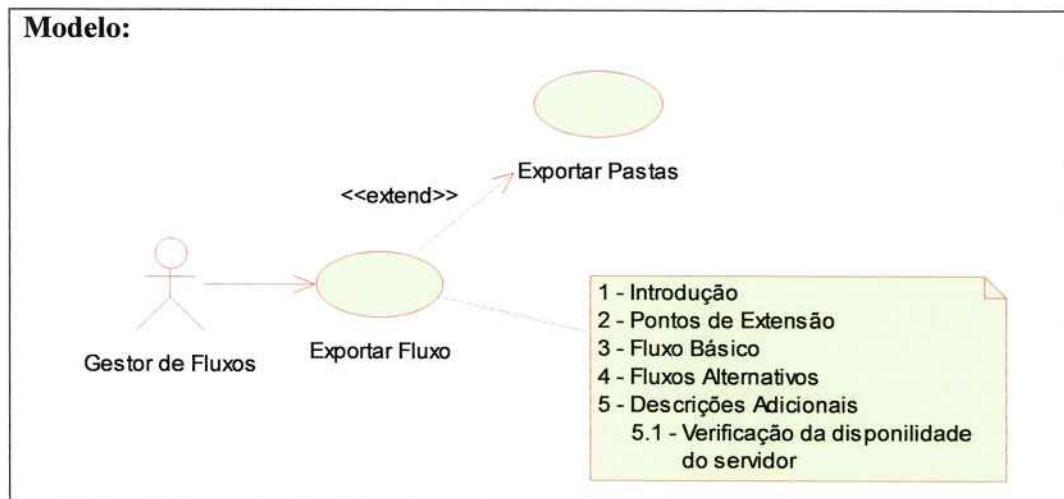 Modelo:
Exportar Pastas
<<extend>>
Gestor de Fluxos
Exportar Fluxo
1 - Introdução
2 - Pontos de Extensão
3 - Fluxo Básico
4 - Fluxos Alternativos
5 - Descrições Adicionais
5.1 - Verificação da disponilidade
do servidor